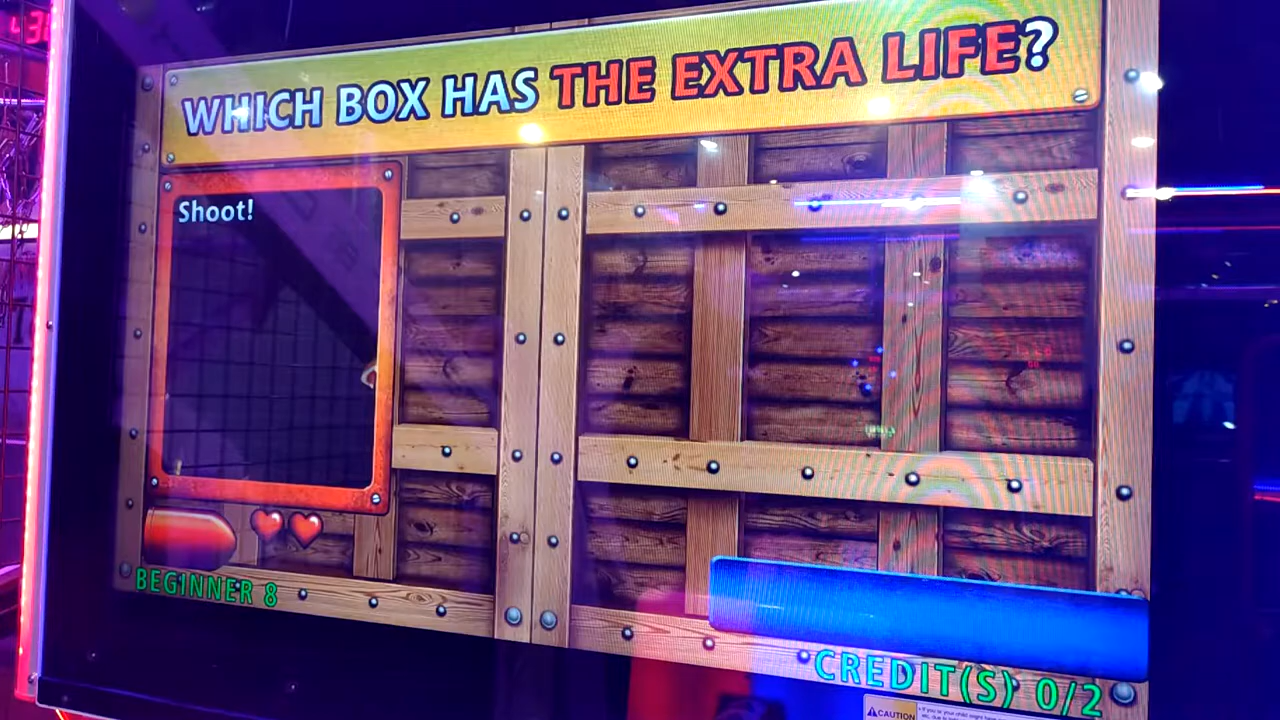 WHICH BOX HAS THE EXTRA LIFE?
Shoot!
BEGINNER 8
CREDIT(S) 0/2
CAUTION